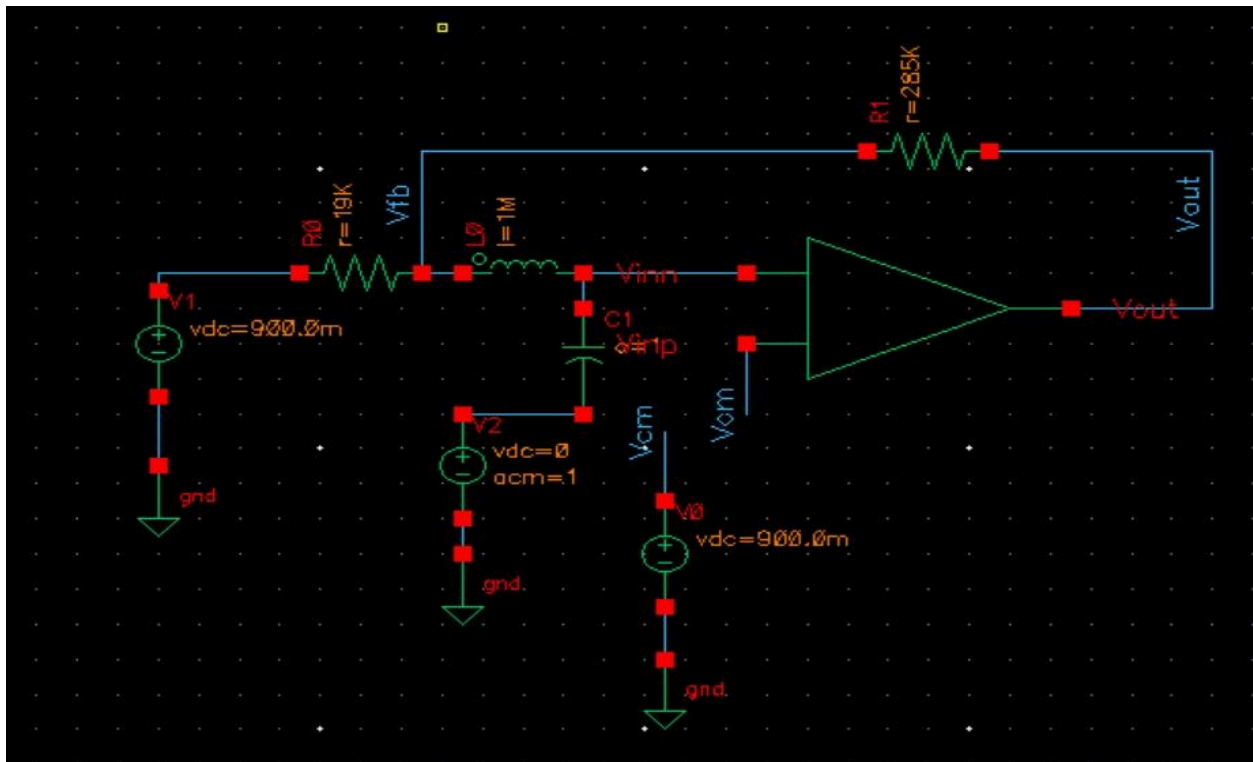 R1
r=285K
Vout
R0
r=19K
Vfb
L0
l=1M
Vinn
V1
vdc=900.0m
C1
Vinp
Vout
Vcm
Vcm
V2
vdc=0
acm=1
gnd
V0
vdc=900.0m
gnd
gnd